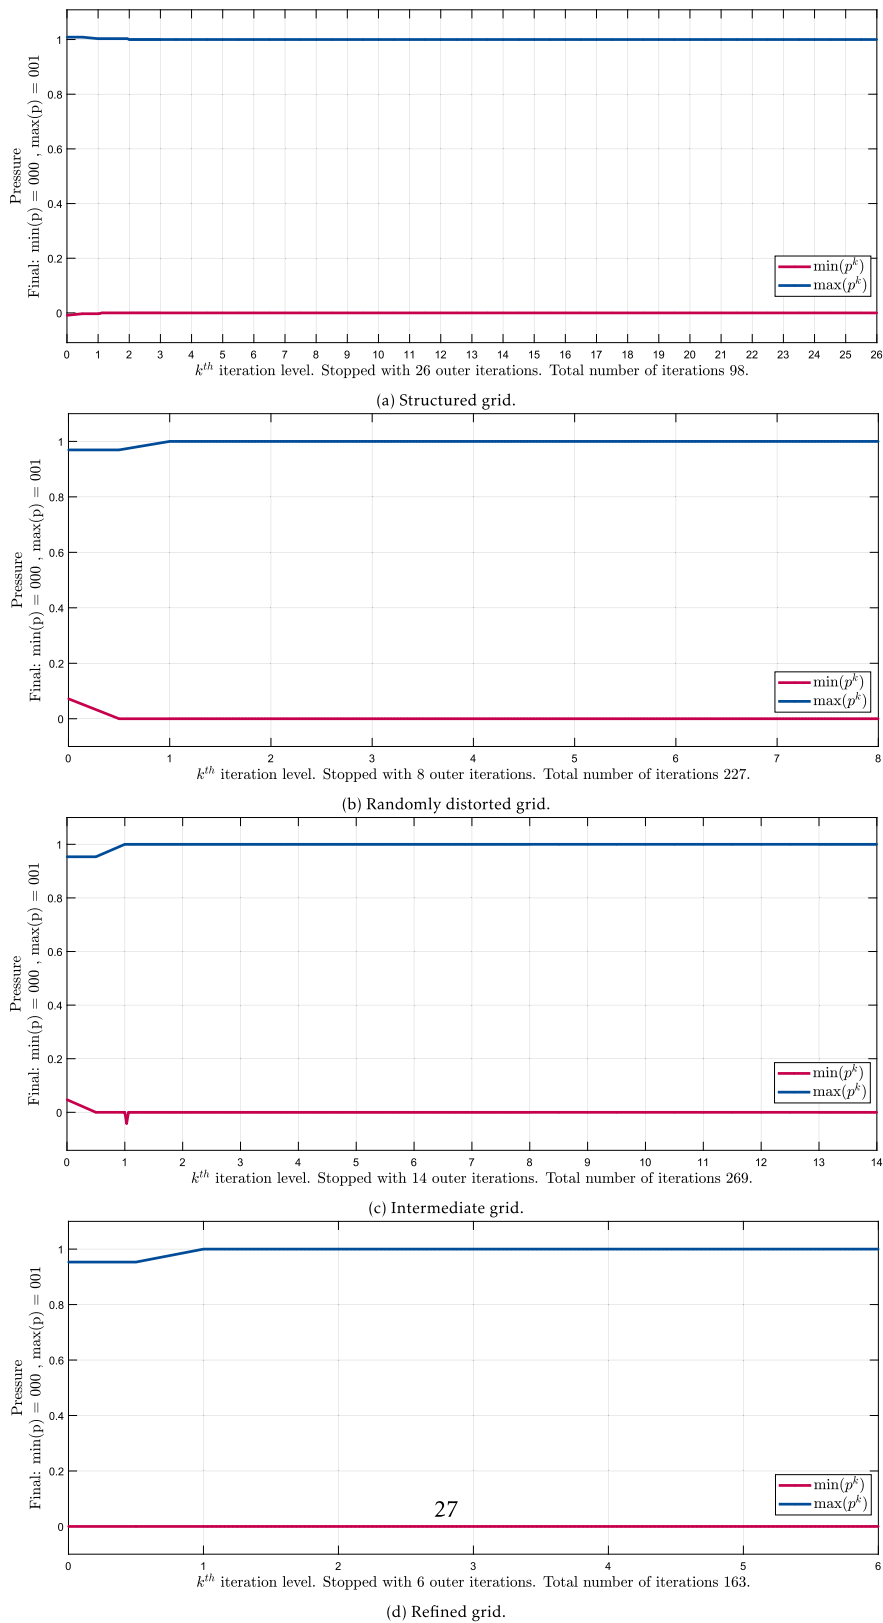 1
0.8
0.6
0.4
0.2
0
Pressure
Final: min(p) = 000 , max(p) = 001
min(p^k)
max(p^k)
0 1 2 3 4 5 6 7 8 9 10 11 12 13 14 15 16 17 18 19 20 21 22 23 24 25 26
k^th iteration level. Stopped with 26 outer iterations. Total number of iterations 98.
(a) Structured grid.
1
0.8
0.6
0.4
0.2
0
Pressure
Final: min(p) = 000 , max(p) = 001
min(p^k)
max(p^k)
0 1 2 3 4 5 6 7 8
k^th iteration level. Stopped with 8 outer iterations. Total number of iterations 227.
(b) Randomly distorted grid.
1
0.8
0.6
0.4
0.2
0
Pressure
Final: min(p) = 000 , max(p) = 001
min(p^k)
max(p^k)
0 1 2 3 4 5 6 7 8 9 10 11 12 13 14
k^th iteration level. Stopped with 14 outer iterations. Total number of iterations 269.
(c) Intermediate grid.
1
0.8
0.6
0.4
0.2
0
Pressure
Final: min(p) = 000 , max(p) = 001
min(p^k)
max(p^k)
27
0 1 2 3 4 5 6
k^th iteration level. Stopped with 6 outer iterations. Total number of iterations 163.
(d) Refined grid.